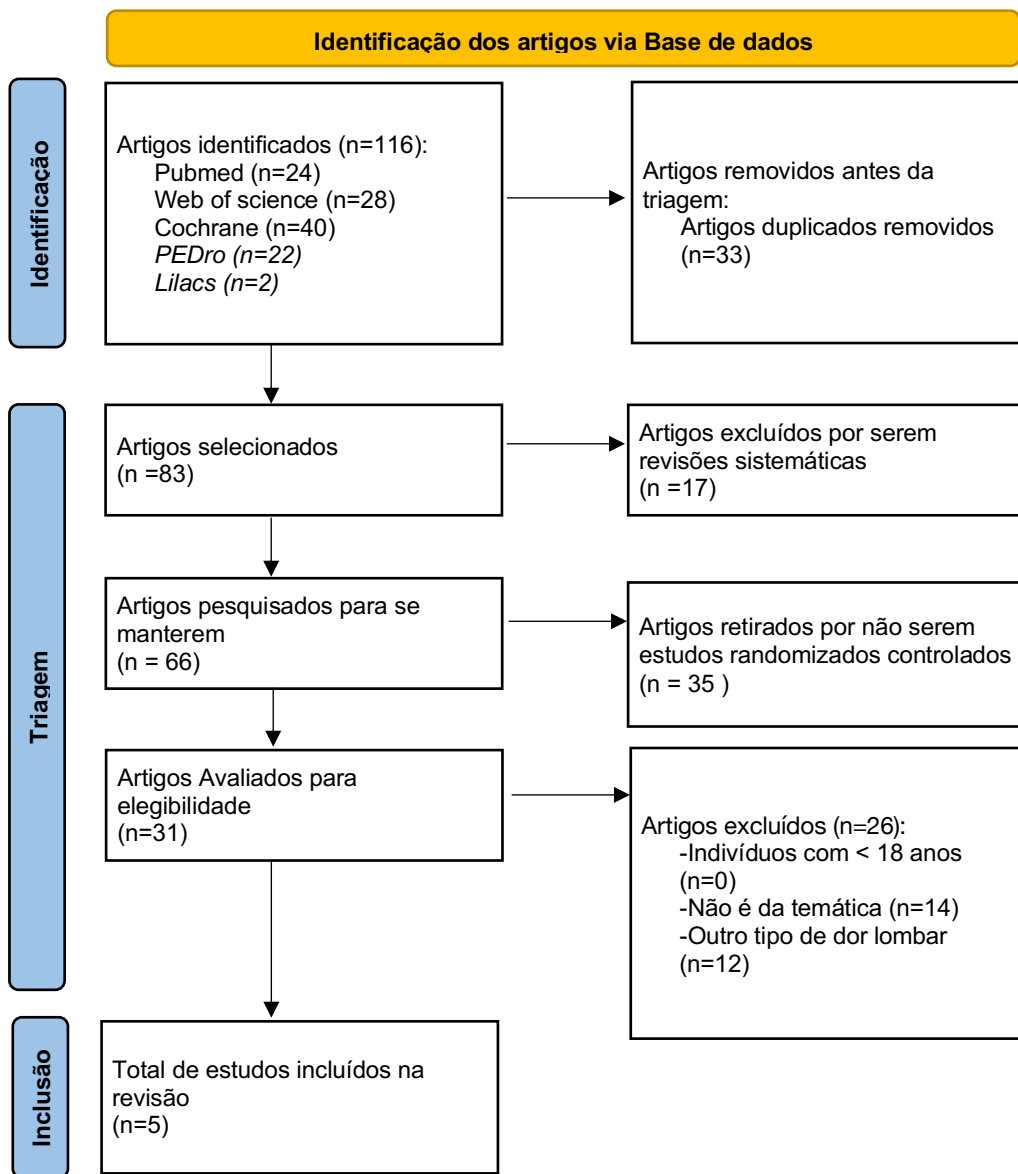 Identificação dos artigos via Base de dados
Identificação
Artigos identificados (n=116):
Pubmed (n=24)
Web of science (n=28)
Cochrane (n=40)
PEDro (n=22)
Lilacs (n=2)
Artigos removidos antes da
triagem:
Artigos duplicados removidos
(n=33)
Triagem
Artigos selecionados
(n =83)
Artigos excluídos por serem
revisões sistemáticas
(n =17)
Artigos pesquisados para se
manterem
(n = 66)
Artigos retirados por não serem
estudos randomizados controlados
(n = 35 )
Artigos Avaliados para
elegibilidade
(n=31)
Artigos excluídos (n=26):
-Indivíduos com < 18 anos
(n=0)
-Não é da temática (n=14)
-Outro tipo de dor lombar
(n=12)
Inclusão
Total de estudos incluídos na
revisão
(n=5)